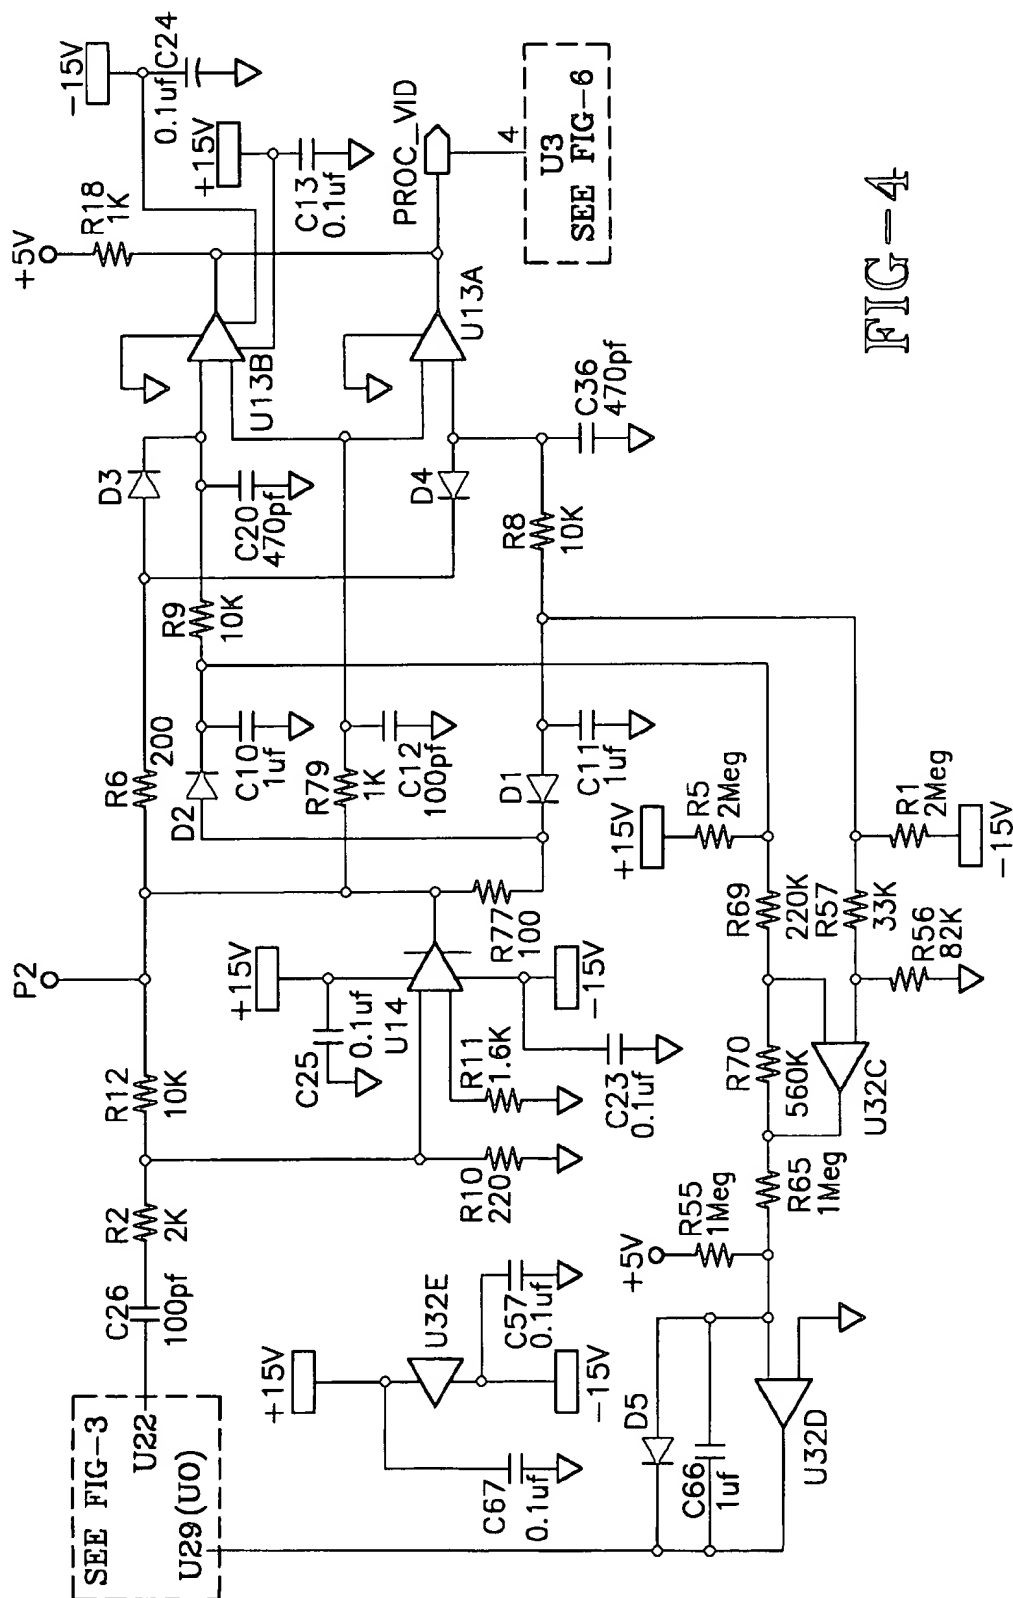 SEE FIG-3
U22
U29(U0)
C26
100pf
R2
2K
R12
10K
P2
R6
200
D3
+5V
R18
1K
-15V
0.1uf
C24
+15V
C13
0.1uf
PROC_VID
4
U3
SEE FIG-6
U13B
U13A
D2
C10
1uf
R9
10K
C20
470pf
D4
R79
1K
C12
100pf
D1
C11
1uf
R8
10K
C36
470pf
+15V
C25
0.1uf
U14
R11
1.6K
R10
220
C23
0.1uf
-15V
R77
100
+15V
U32E
C67
0.1uf
C57
0.1uf
-15V
+15V
R5
2Meg
R69
220K
R57
33K
R1
2Meg
-15V
R56
82K
R70
560K
U32C
R65
1Meg
+5V
R55
1Meg
D5
C66
1uf
U32D
FIG-4